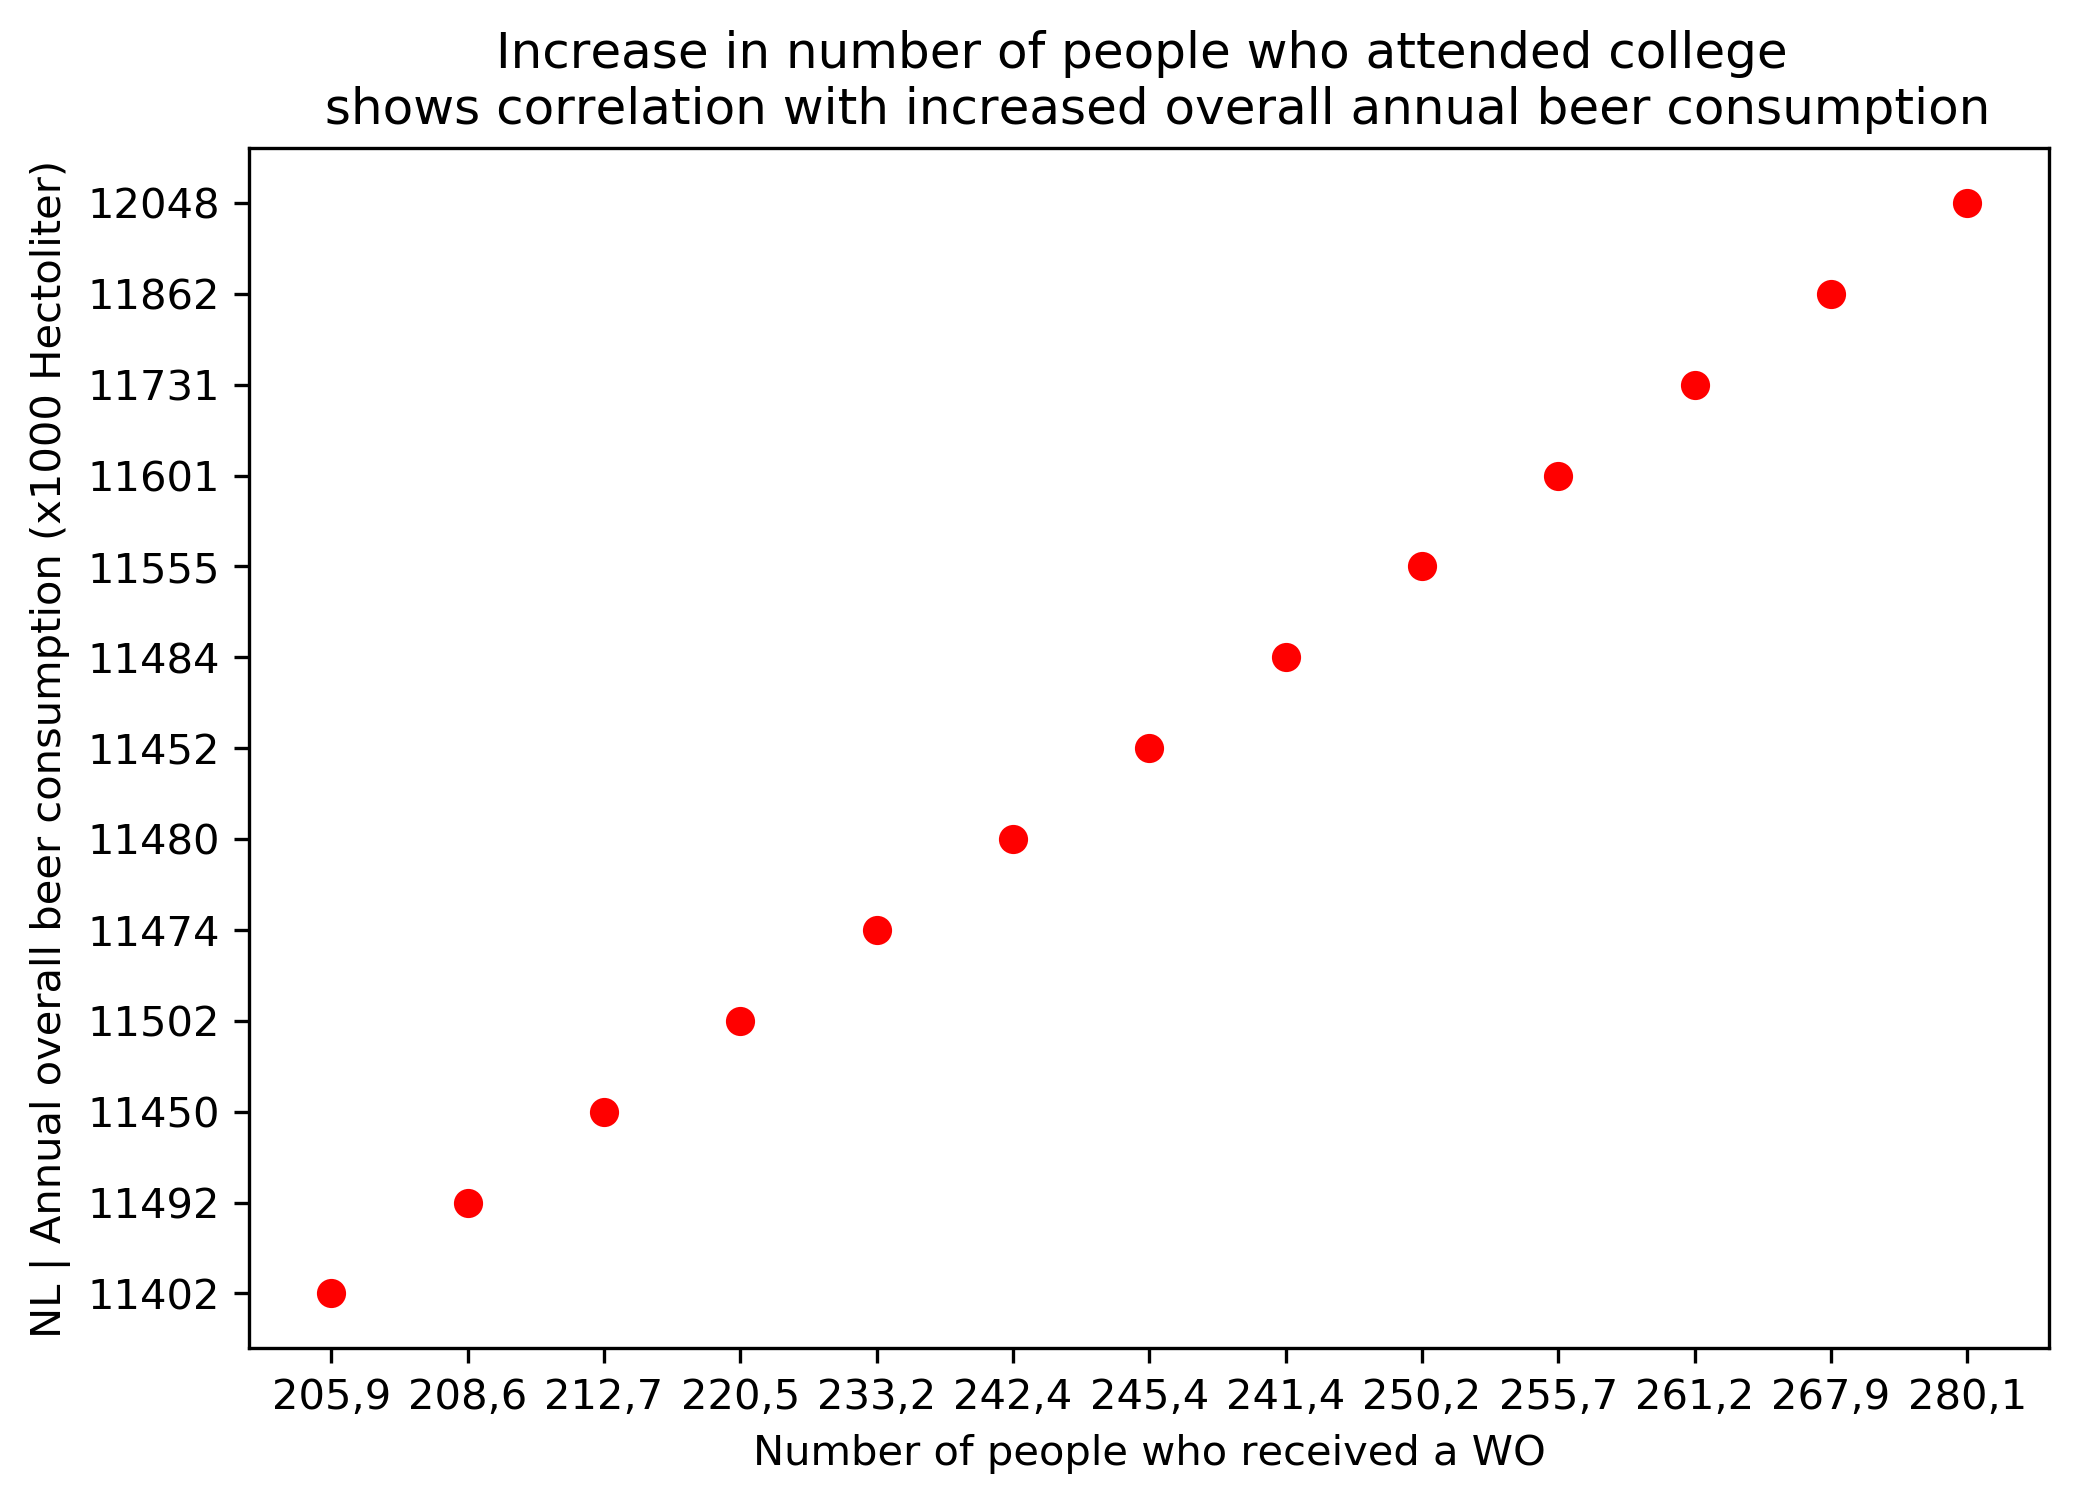 Increase in number of people who attended college
shows correlation with increased overall annual beer consumption
NL | Annual overall beer consumption (x1000 Hectoliter)
12048
11862
11731
11601
11555
11484
11452
11480
11474
11502
11450
11492
11402
205,9 208,6 212,7 220,5 233,2 242,4 245,4 241,4 250,2 255,7 261,2 267,9 280,1
Number of people who received a WO